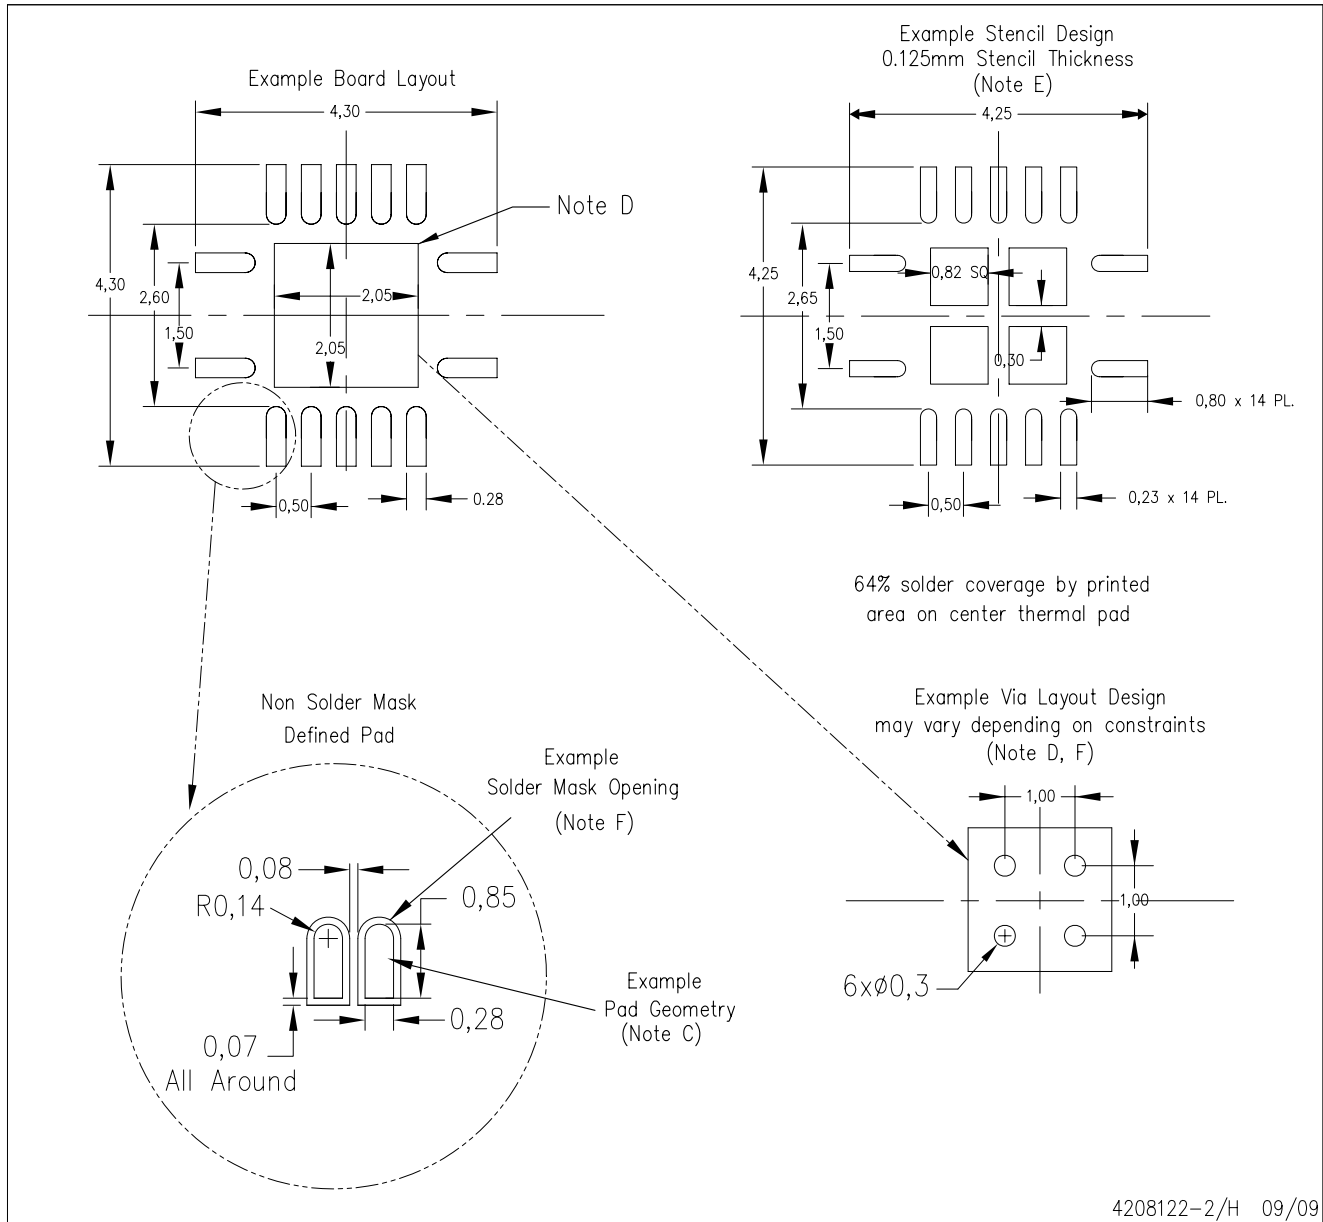 Example Board Layout
4,30
4,30
2,60
1,50
2,05
2,05
Note D
0,50
0.28
Example Stencil Design
0.125mm Stencil Thickness
(Note E)
4,25
4,25
2,65
1,50
0,82 SQ
0,30
0,80 x 14 PL.
0,50
0,23 x 14 PL.
64% solder coverage by printed
area on center thermal pad
Non Solder Mask
Defined Pad
Example
Solder Mask Opening
(Note F)
0,08
R0,14
0,85
0,28
0,07
All Around
Example
Pad Geometry
(Note C)
Example Via Layout Design
may vary depending on constraints
(Note D, F)
1,00
1,00
6xø0,3
4208122-2/H 09/09